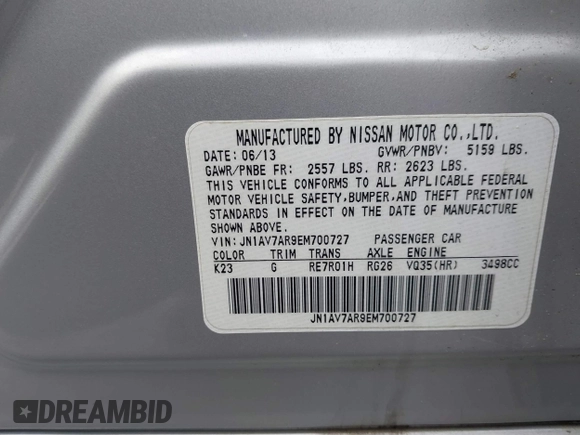 MANUFACTURED BY NISSAN MOTOR CO.,LTD.
DATE: 06/13 GVWR/PNBV: 5159 LBS.
GAWR/PNBE FR: 2557 LBS. RR: 2623 LBS.
THIS VEHICLE CONFORMS TO ALL APPLICABLE FEDERAL
MOTOR VEHICLE SAFETY,BUMPER,AND THEFT PREVENTION
STANDARDS IN EFFECT ON THE DATE OF MANUFACTURE
SHOWN ABOVE.
VIN: JN1AV7AR9EM700727 PASSENGER CAR
COLOR TRIM TRANS AXLE ENGINE
K23 G RE7R01H RG26 VQ35(HR) 3498CC
JN1AV7AR9EM700727
DREAMBID